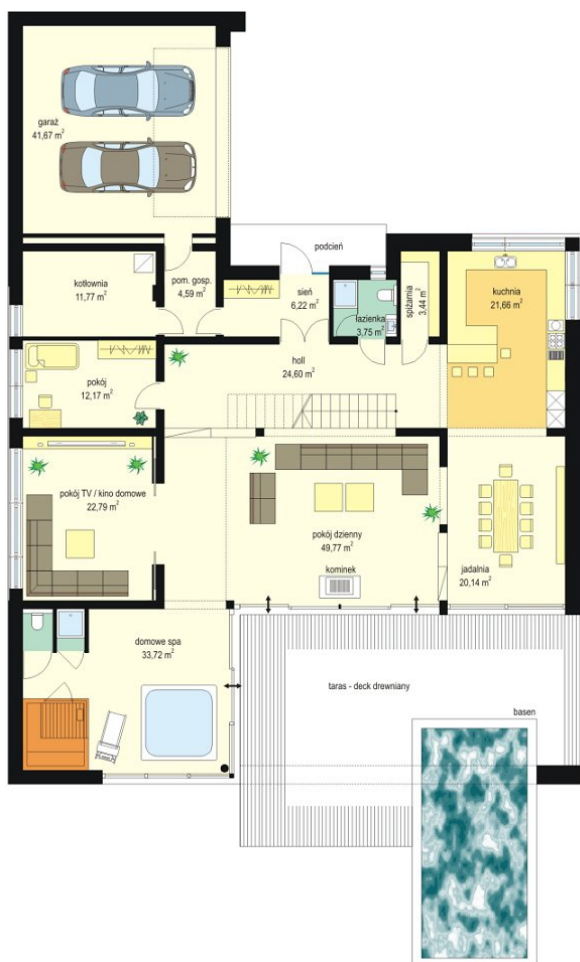 garaż
41,67 m²
podcień
kotłownia
11,77 m²
pom. gosp.
4,59 m²
sień
6,22 m²
łazienka
3,75 m²
spiżarnia
3,44 m²
kuchnia
21,66 m²
holl
24,60 m²
pokój
12,17 m²
pokój TV / kino domowe
22,79 m²
pokój dzienny
49,77 m²
kominek
jadalnia
20,14 m²
domowe spa
33,72 m²
taras - deck drewniany
basen